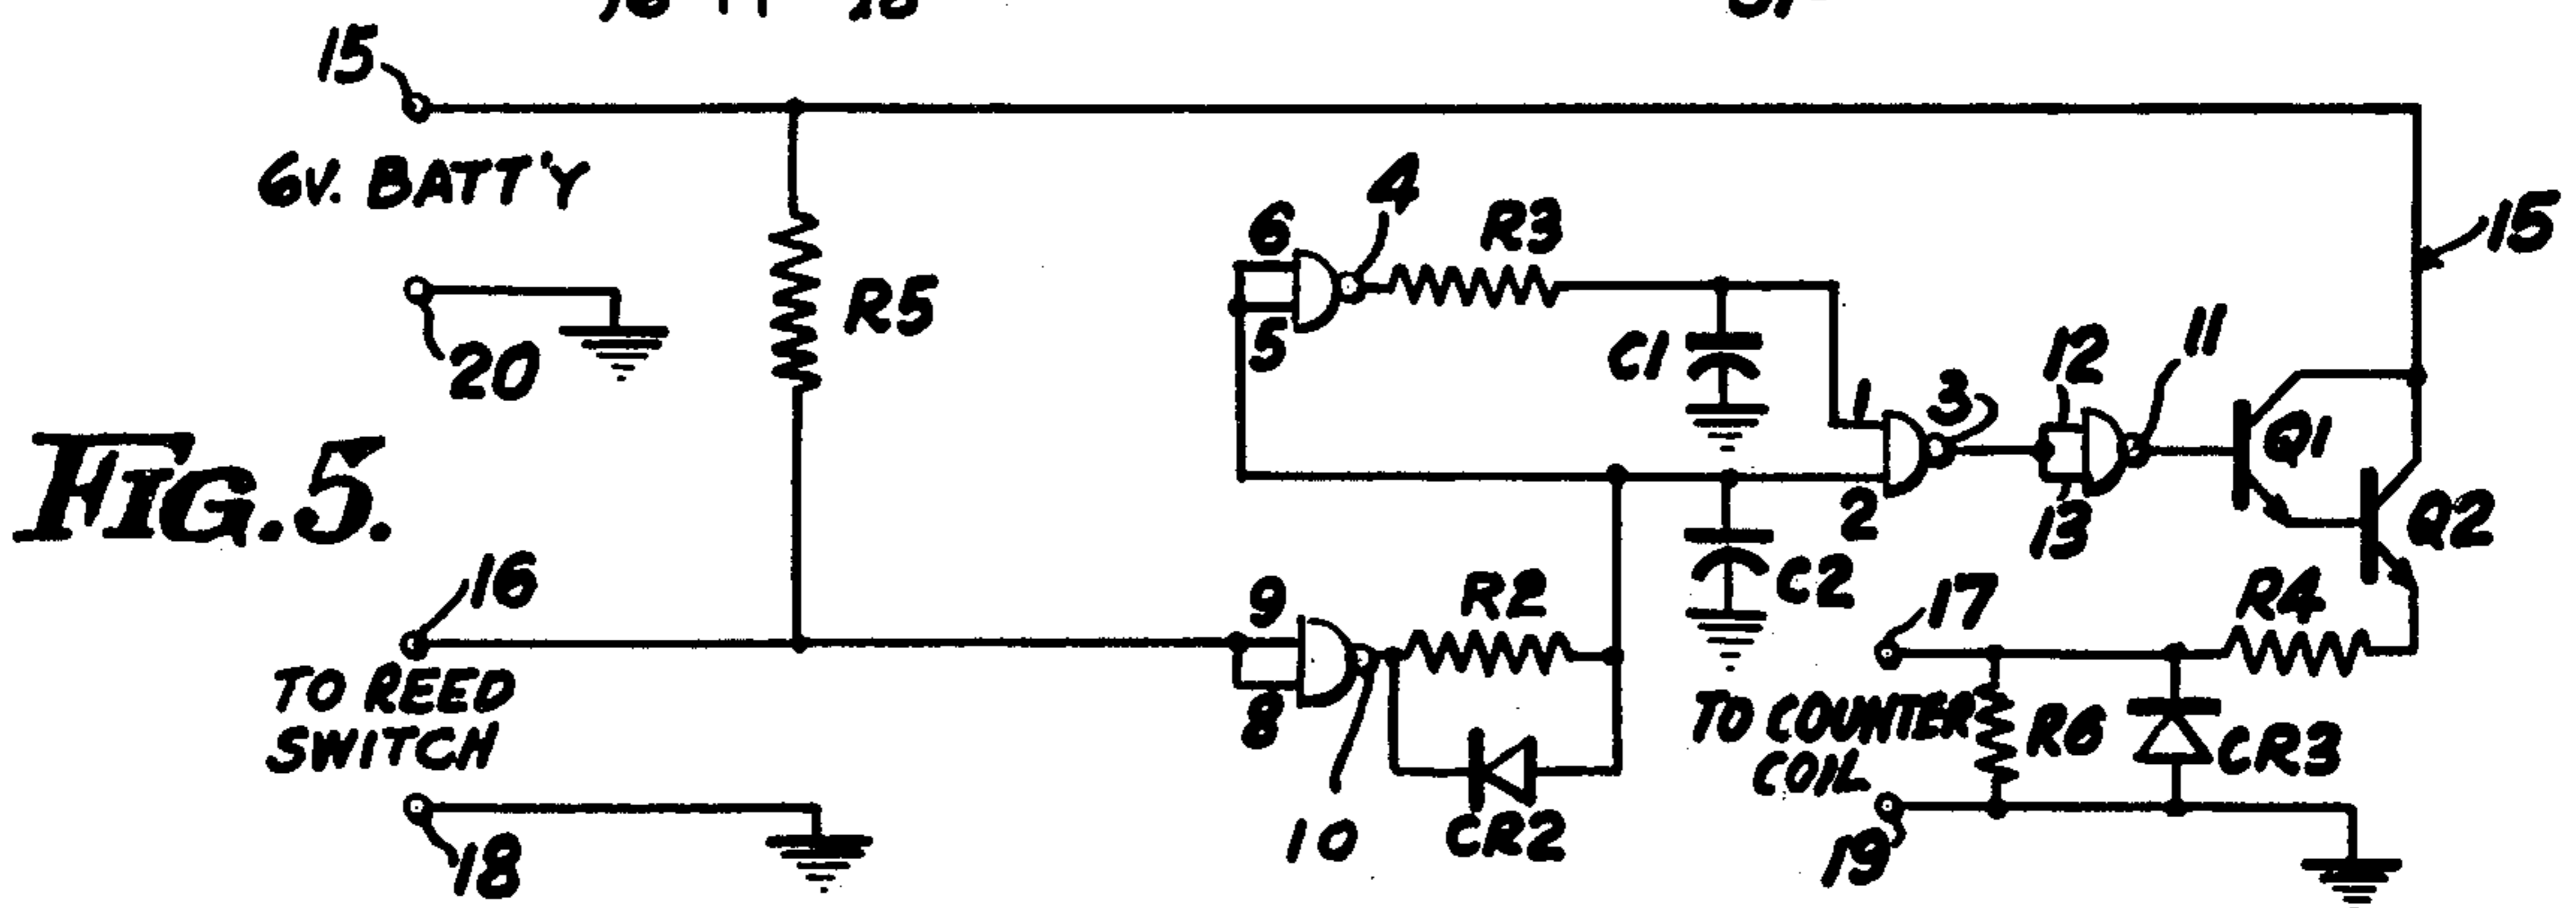 15
6V. BATT'Y
20
R5
6
5
4
R3
C1
1
2
3
12
13
11
Q1
15
Q2
FIG. 5.
16
TO REED
SWITCH
18
9
8
10
R2
CR2
C2
17
TO COUNTER
COIL
19
R6
CR3
R4